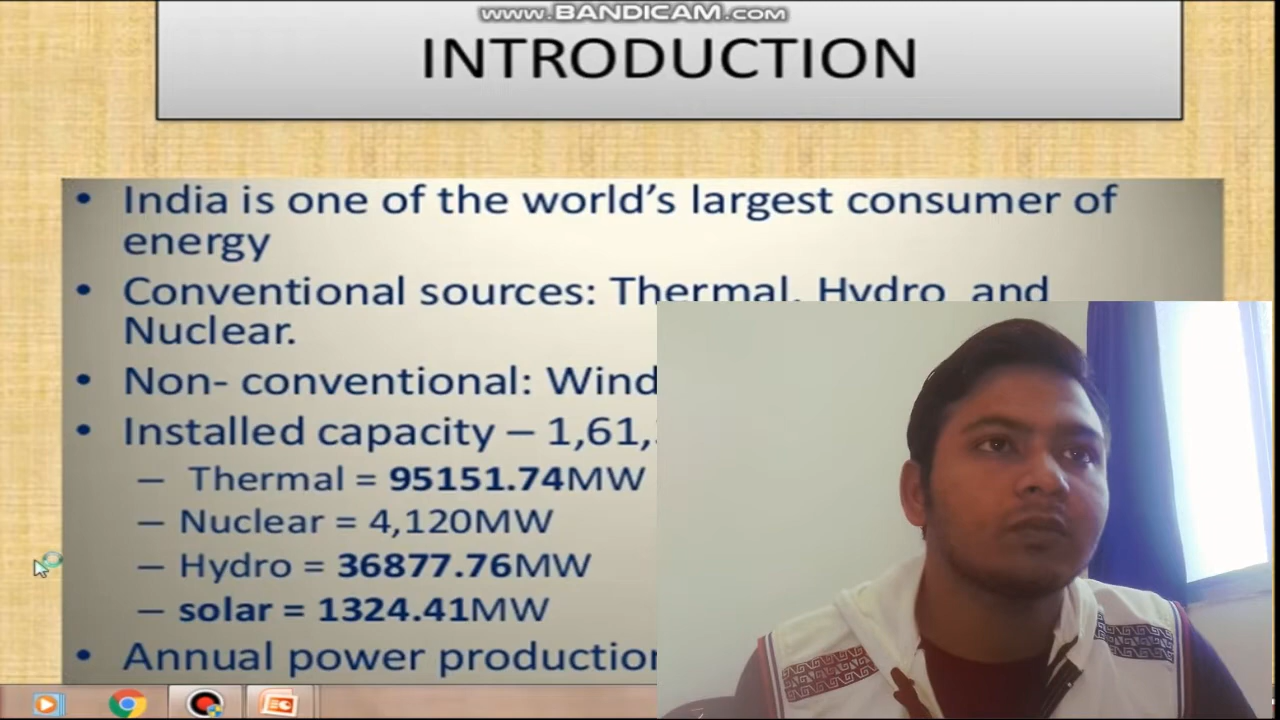 www.BANDICAM.com
INTRODUCTION
• India is one of the world's largest consumer of
energy
• Conventional sources: Thermal, Hydro and
Nuclear.
• Non- conventional: Wind
• Installed capacity – 1,61,
– Thermal = 95151.74MW
– Nuclear = 4,120MW
– Hydro = 36877.76MW
– solar = 1324.41MW
• Annual power production